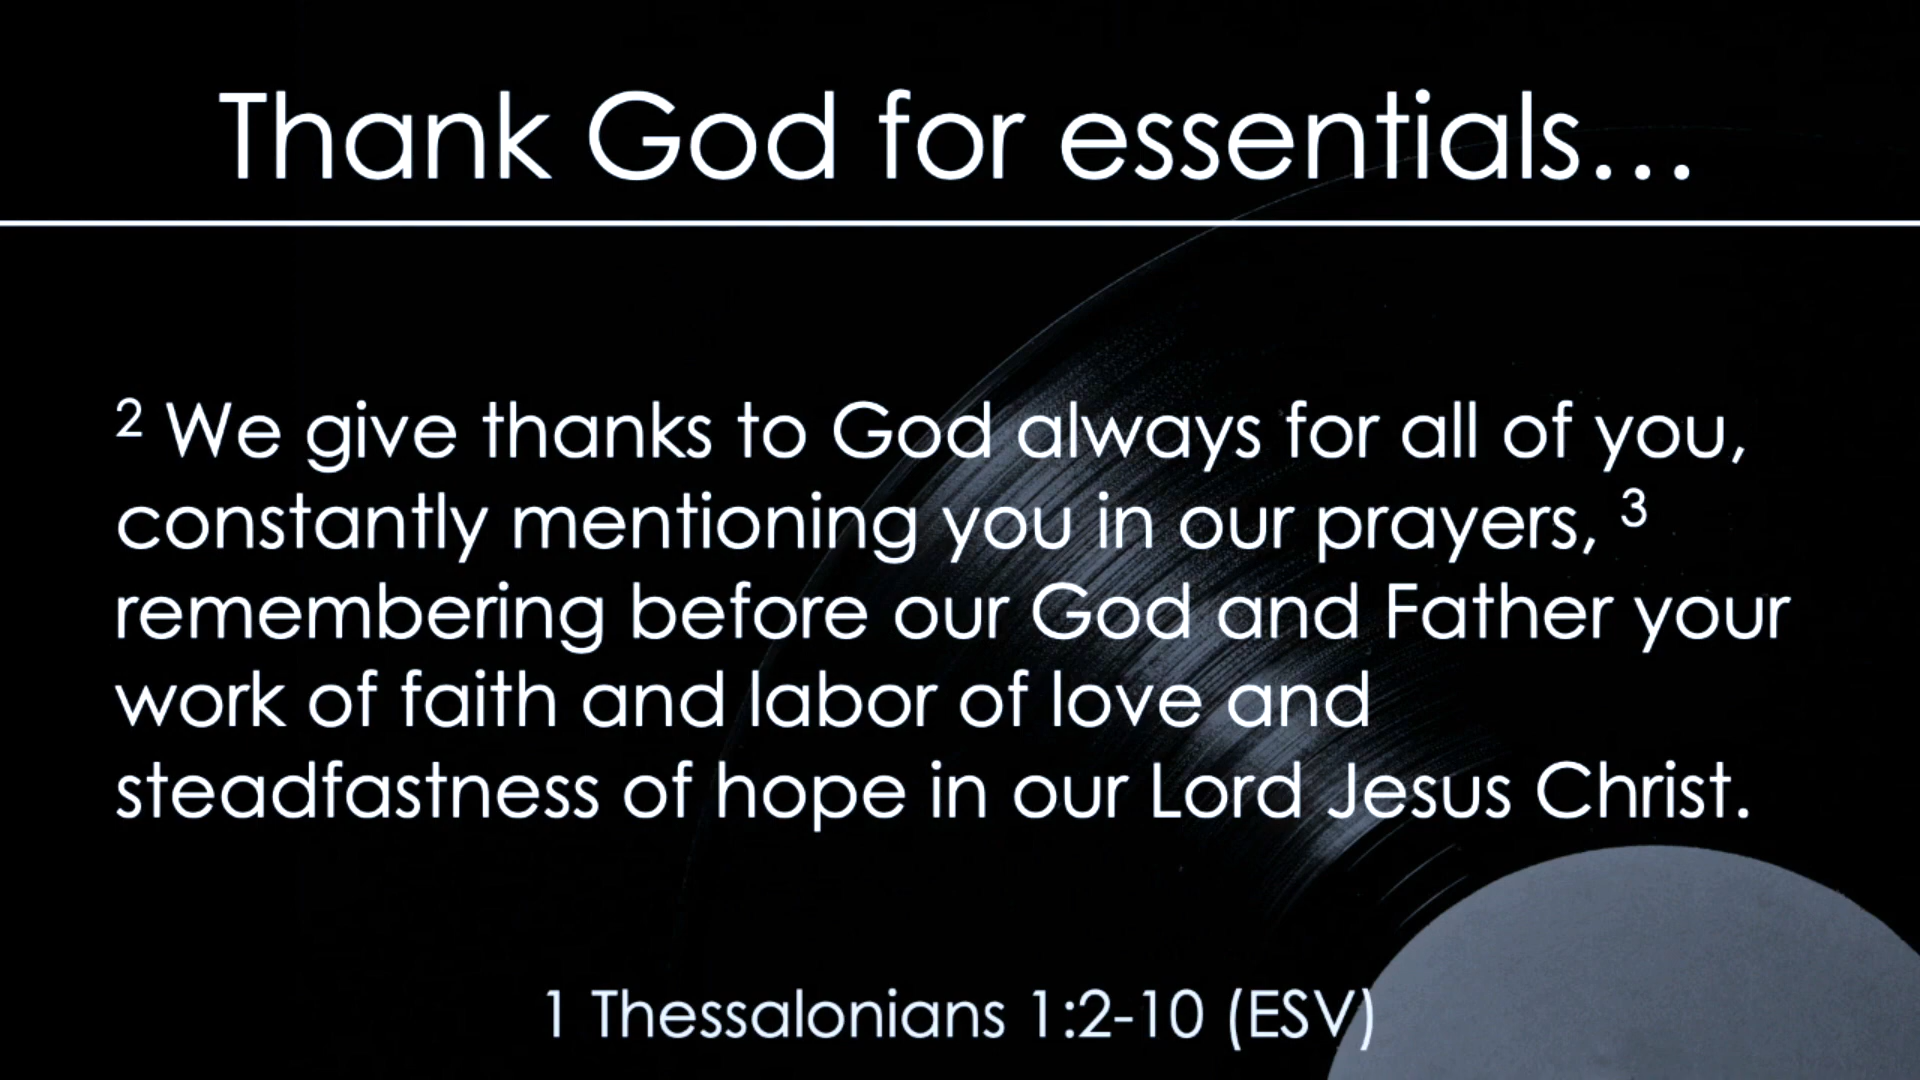 Thank God for essentials...
2 We give thanks to God always for all of you,
constantly mentioning you in our prayers, 3
remembering before our God and Father your
work of faith and labor of love and
steadfastness of hope in our Lord Jesus Christ.
1 Thessalonians 1:2-10 (ESV)